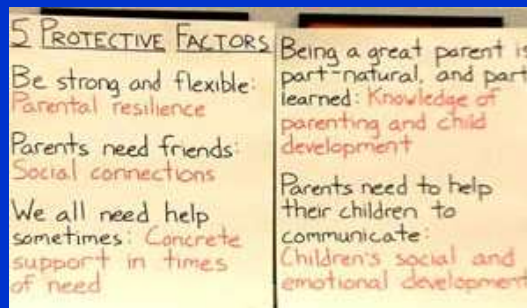 5 PROTECTIVE FACTORS
Be strong and flexible:
Parental resilience
Parents need friends:
Social connections
We all need help
sometimes: Concrete
support in times
of need
Being a great parent is
part-natural, and part
learned: Knowledge of
parenting and child
development
Parents need to help
their children to
communicate:
Children's social and
emotional development